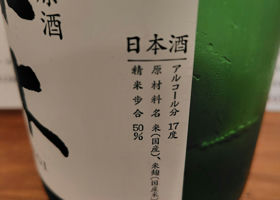 原酒
日本酒
アルコール分 17度
原材料名 米(国産)、米麹(国産米)
精米歩合 50%